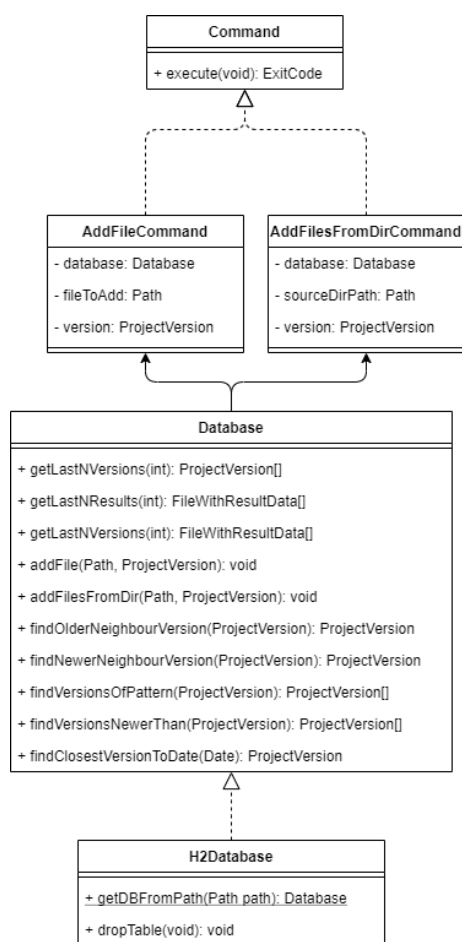 Command
+ execute(void): ExitCode
AddFileCommand
- database: Database
- fileToAdd: Path
- version: ProjectVersion
AddFilesFromDirCommand
- database: Database
- sourceDirPath: Path
- version: ProjectVersion
Database
+ getLastNVersions(int): ProjectVersion[]
+ getLastNResults(int): FileWithResultData[]
+ getLastNVersions(int): FileWithResultData[]
+ addFile(Path, ProjectVersion): void
+ addFilesFromDir(Path, ProjectVersion): void
+ findOlderNeighbourVersion(ProjectVersion): ProjectVersion
+ findNewerNeighbourVersion(ProjectVersion): ProjectVersion
+ findVersionsOfPattern(ProjectVersion): ProjectVersion[]
+ findVersionsNewerThan(ProjectVersion): ProjectVersion[]
+ findClosestVersionToDate(Date): ProjectVersion
H2Database
+ getDBFromPath(Path path): Database
+ dropTable(void): void